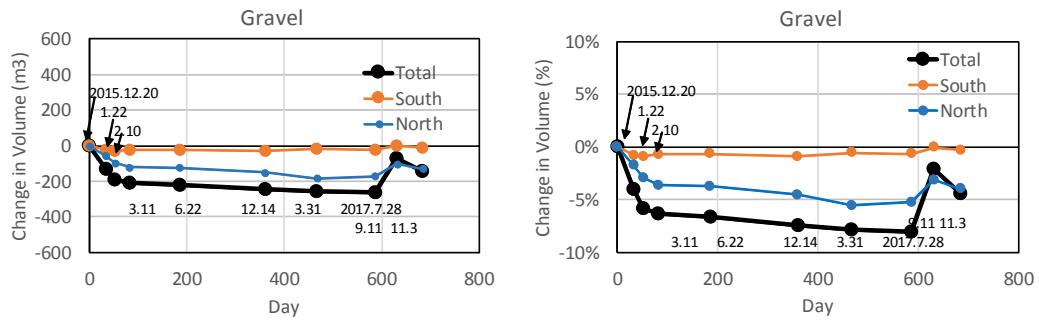 Gravel
600
400
200
0
-200
-400
-600
Change in Volume (m3)
Total
South
North
2015.12.20
1.22
2.10
3.11 6.22 12.14 3.31 2017.7.28
9.11 11.3
0 200 400 600 800
Day
Gravel
10%
5%
0%
-5%
-10%
Change in Volume (%)
Total
South
North
2015.12.20
1.22
2.10
9.11 11.3
3.11 6.22 12.14 3.31 2017.7.28
0 200 400 600 800
Day